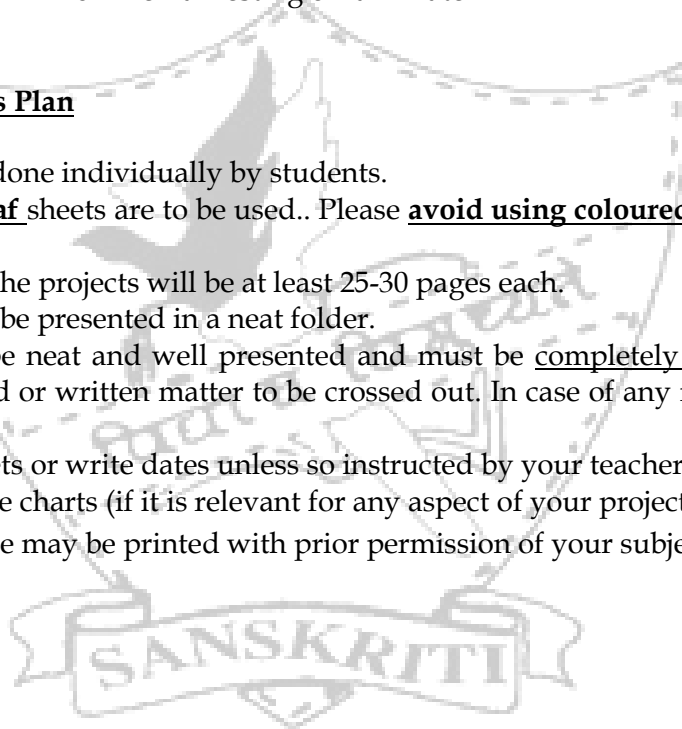 s Plan
done individually by students.
af sheets are to be used.. Please avoid using coloured
he projects will be at least 25-30 pages each.
be presented in a neat folder.
e neat and well presented and must be completely
d or written matter to be crossed out. In case of any
ets or write dates unless so instructed by your teacher
e charts (if it is relevant for any aspect of your project
e may be printed with prior permission of your subje
SANSKRITI